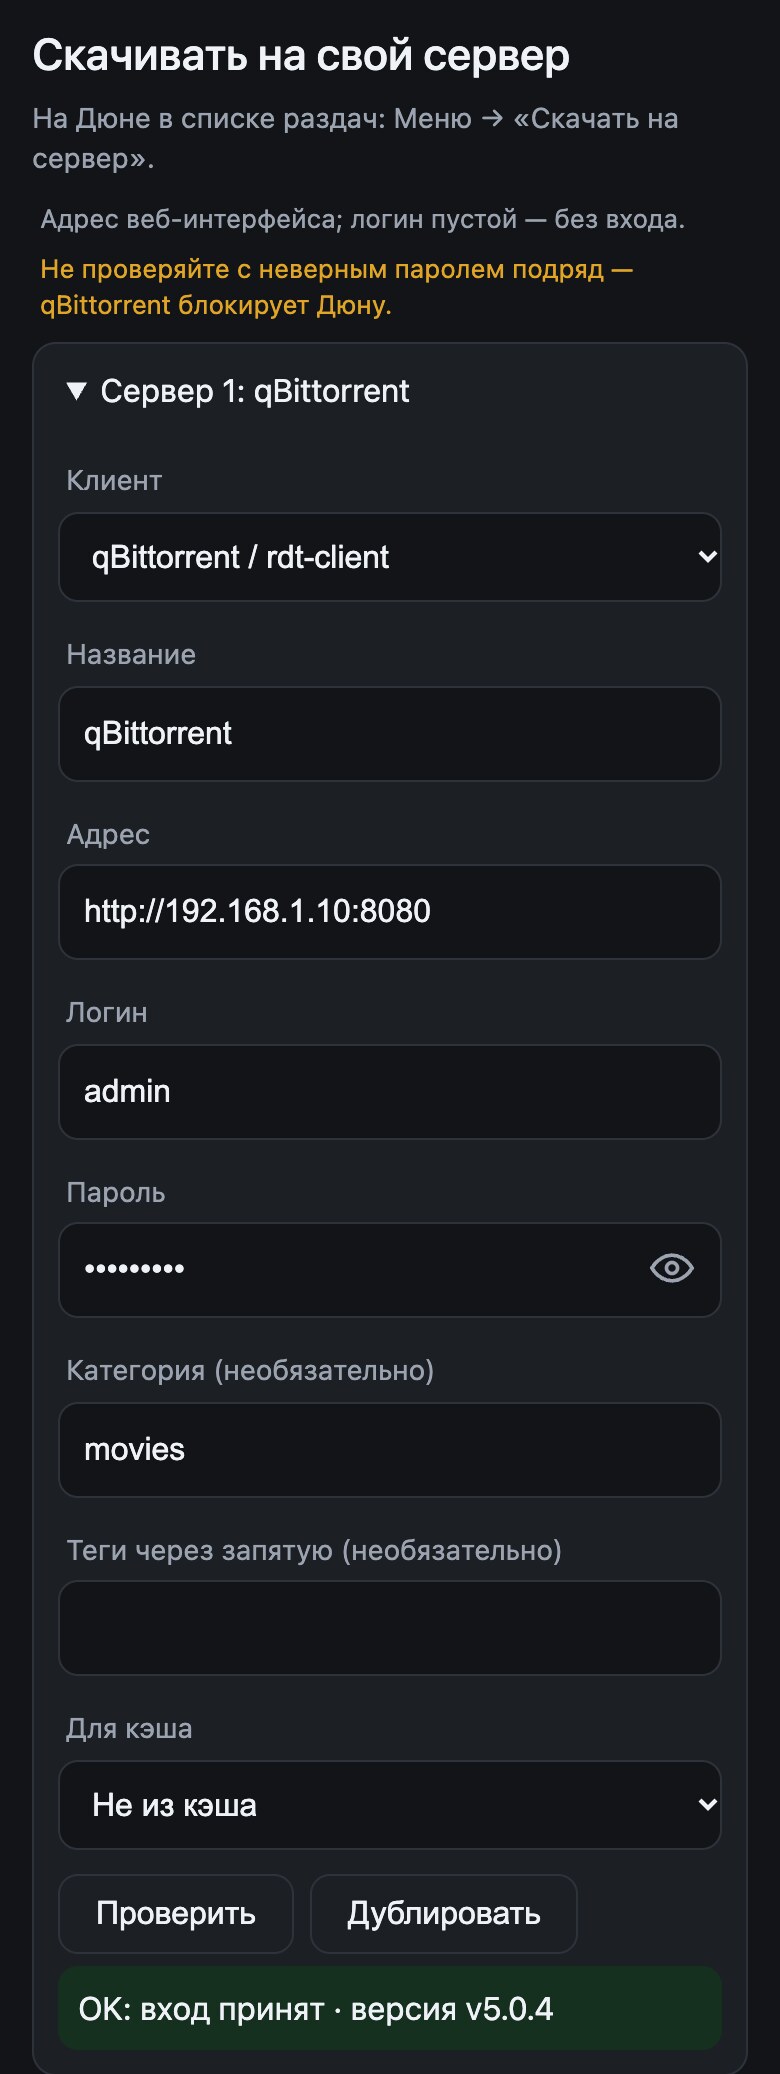 Скачивать на свой сервер
На Дюне в списке раздач: Меню → «Скачать на
сервер».
Адрес веб-интерфейса; логин пустой — без входа.
Не проверяйте с неверным паролем подряд —
qBittorrent блокирует Дюну.
▼ Сервер 1: qBittorrent
Клиент
qBittorrent / rdt-client
Название
qBittorrent
Адрес
http://192.168.1.10:8080
Логин
admin
Пароль
•••••••••
Категория (необязательно)
movies
Теги через запятую (необязательно)
Для кэша
Не из кэша
Проверить Дублировать
OK: вход принят · версия v5.0.4